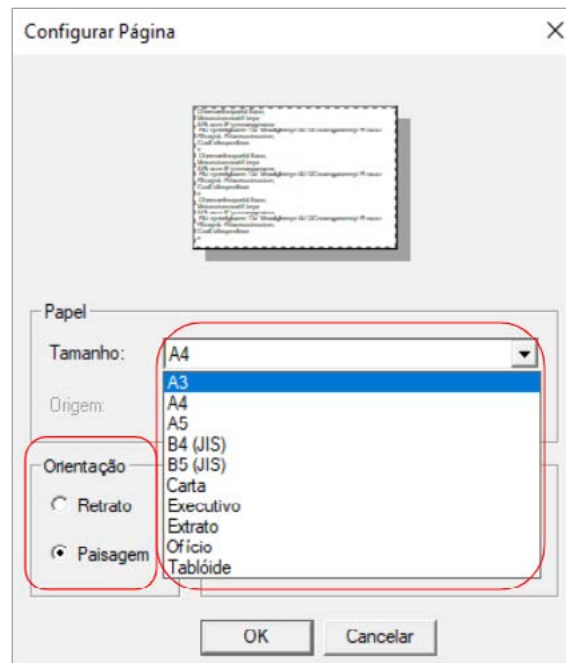 Configurar Página
Papel
Tamanho:
A4
A3
A4
A5
B4 (JIS)
B5 (JIS)
Carta
Executivo
Extrato
Ofício
Tablóide
Origem:
Orientação
Retrato
Paisagem
OK
Cancelar